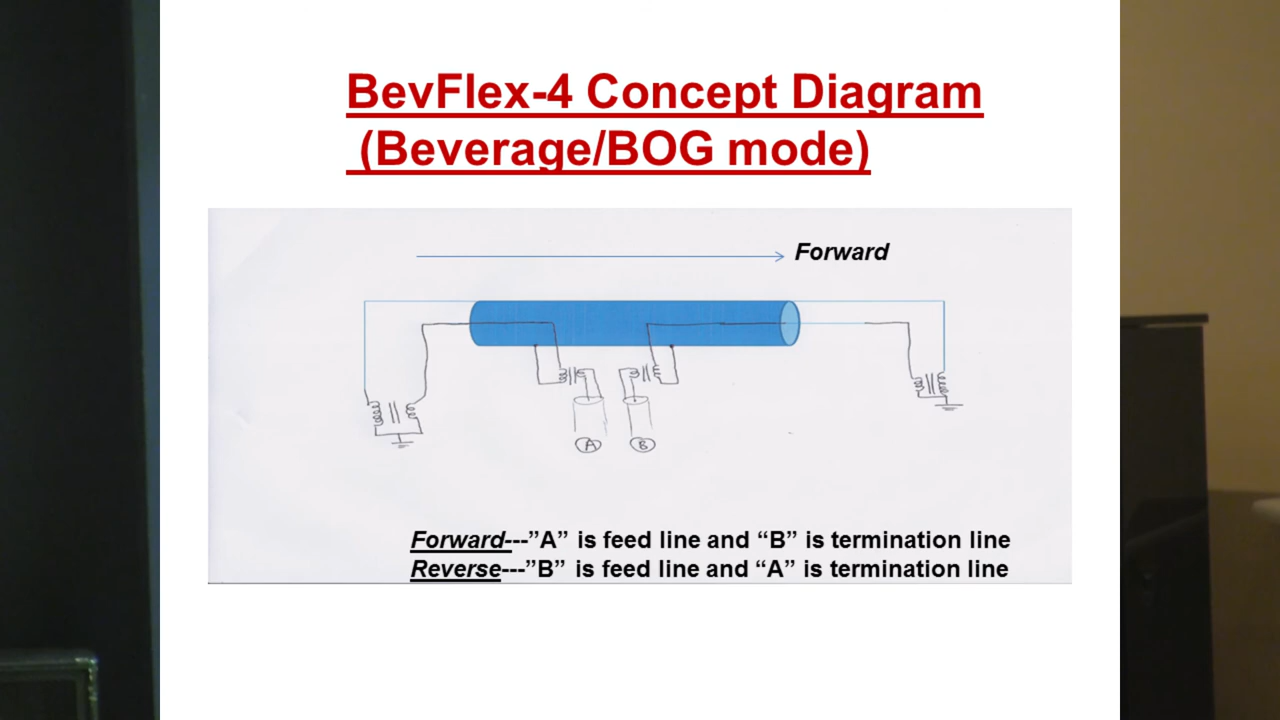 BevFlex-4 Concept Diagram
(Beverage/BOG mode)
Forward
A B
Forward---”A” is feed line and “B” is termination line
Reverse---”B” is feed line and “A” is termination line